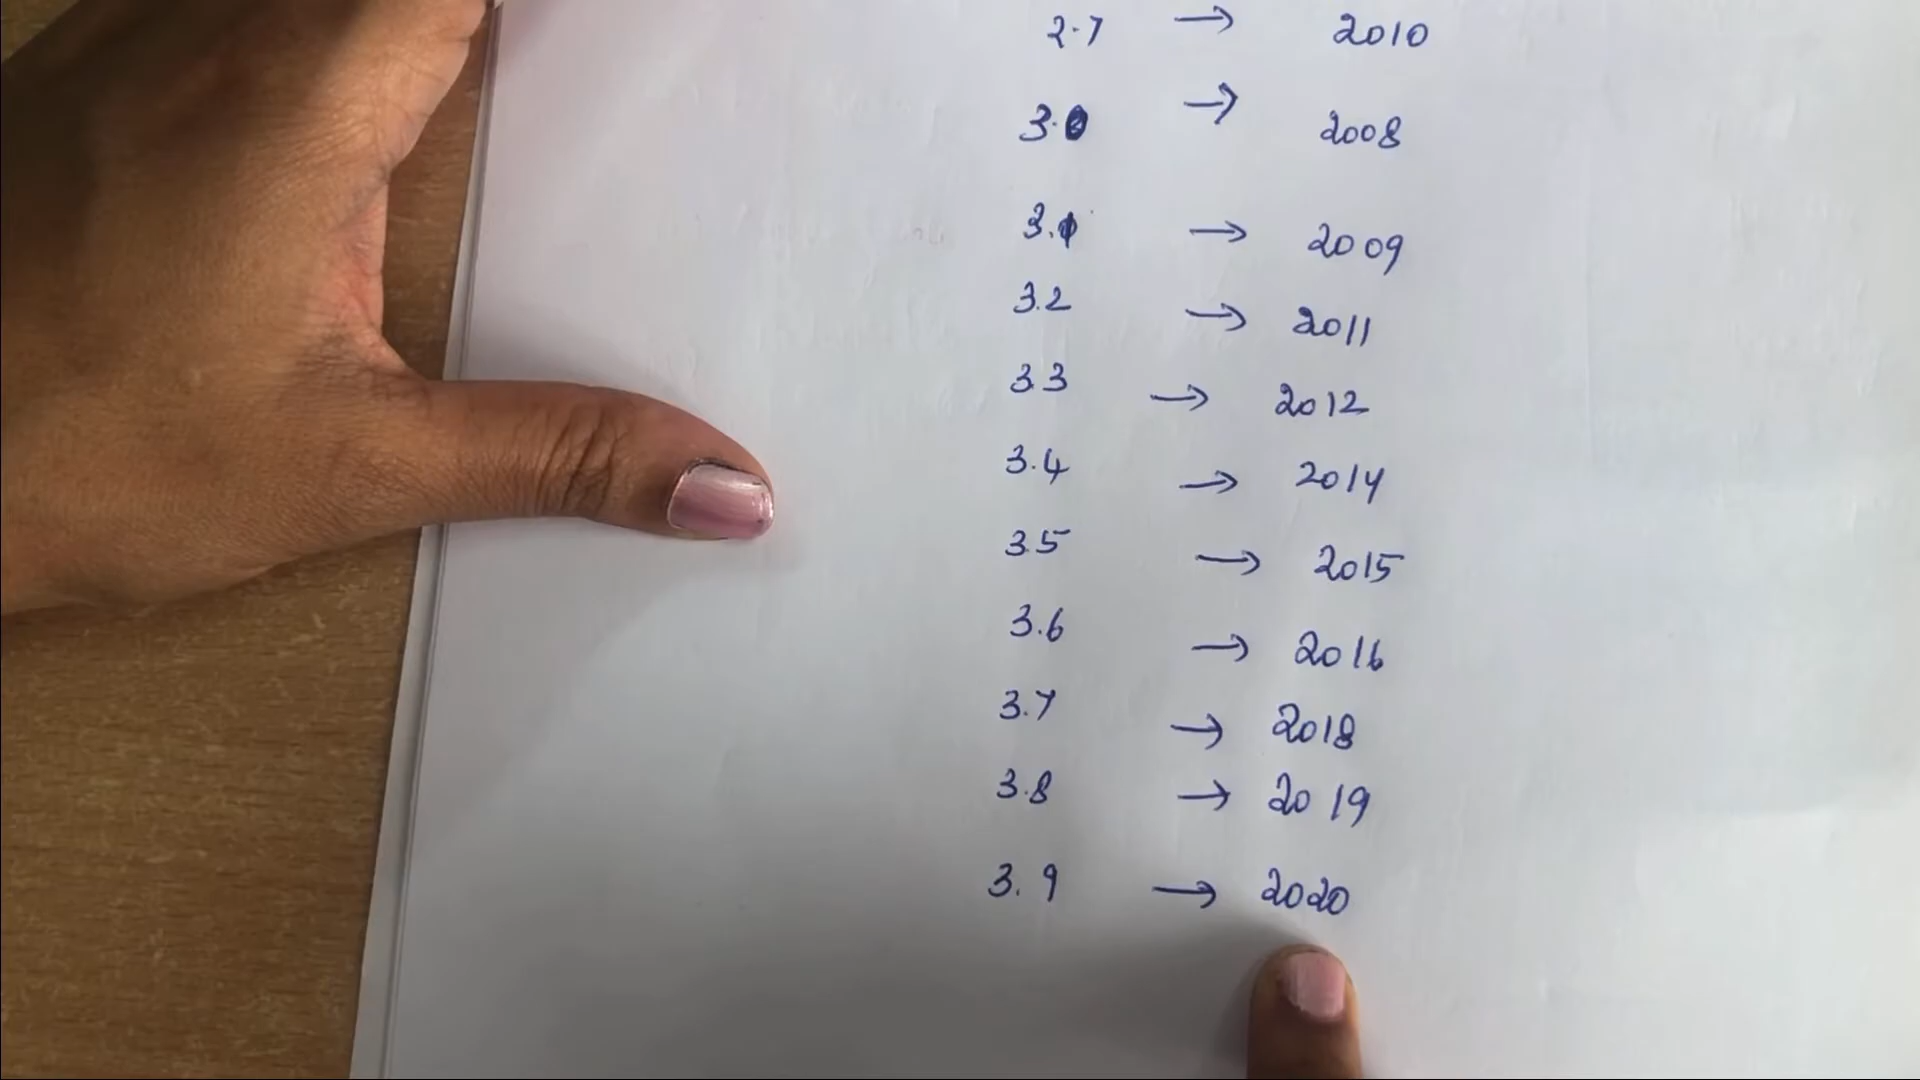 2.7 → 2010
3.0 → 2008
3.1 → 2009
3.2 → 2011
3.3 → 2012
3.4 → 2014
3.5 → 2015
3.6 → 2016
3.7 → 2018
3.8 → 2019
3.9 → 2020